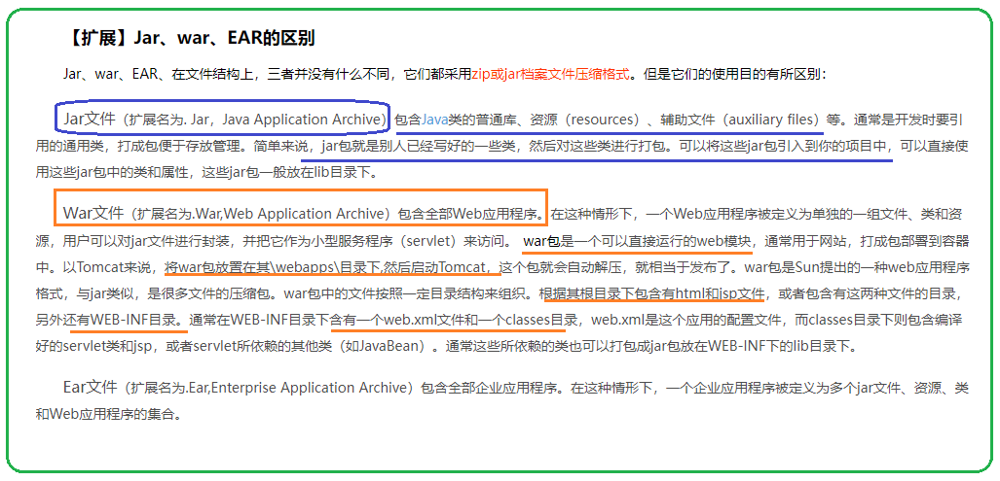 【扩展】Jar、war、EAR的区别
Jar、war、EAR、在文件结构上，三者并没有什么不同，它们都采用zip或jar档案文件压缩格式。但是它们的使用目的有所区别：
Jar文件（扩展名为. Jar，Java Application Archive）包含Java类的普通库、资源（resources）、辅助文件（auxiliary files）等。通常是开发时要引
用的通用类，打成包便于存放管理。简单来说，jar包就是别人已经写好的一些类，然后对这些类进行打包。可以将这些jar包引入到你的项目中，可以直接使
用这些jar包中的类和属性，这些jar包一般放在lib目录下。
War文件（扩展名为.War,Web Application Archive）包含全部Web应用程序。在这种情形下，一个Web应用程序被定义为单独的一组文件、类和资
源，用户可以对jar文件进行封装，并把它作为小型服务程序（servlet）来访问。 war包是一个可以直接运行的web模块，通常用于网站，打成包部署到容器
中。以Tomcat来说，将war包放置在其\webapps\目录下,然后启动Tomcat，这个包就会自动解压，就相当于发布了。war包是Sun提出的一种web应用程序
格式，与jar类似，是很多文件的压缩包。war包中的文件按照一定目录结构来组织。根据其根目录下包含有html和jsp文件，或者包含有这两种文件的目录，
另外还有WEB-INF目录。通常在WEB-INF目录下含有一个web.xml文件和一个classes目录，web.xml是这个应用的配置文件，而classes目录下则包含编译
好的servlet类和jsp，或者servlet所依赖的其他类（如JavaBean）。通常这些所依赖的类也可以打包成jar包放在WEB-INF下的lib目录下。
Ear文件（扩展名为.Ear,Enterprise Application Archive）包含全部企业应用程序。在这种情形下，一个企业应用程序被定义为多个jar文件、资源、类
和Web应用程序的集合。